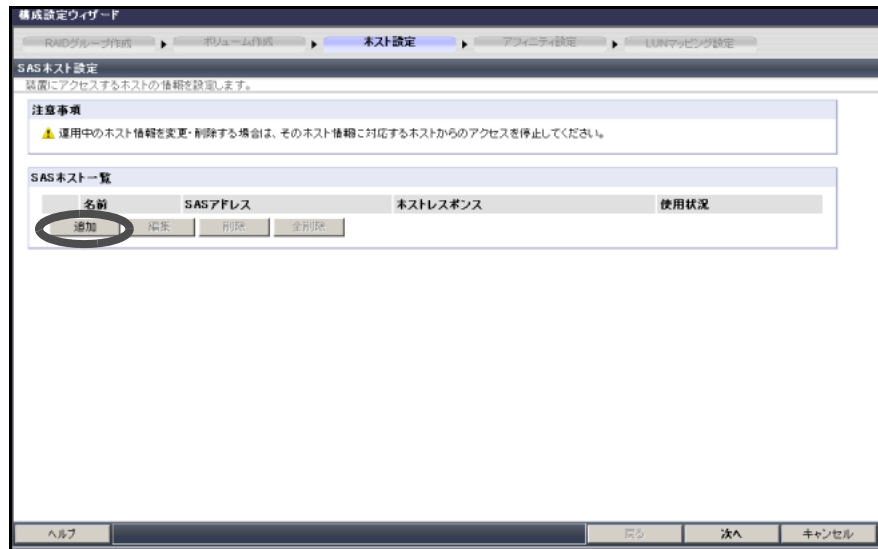 構成設定ウィザード
RAIDグループ作成 ボリューム作成 ホスト設定 アフィニティ設定 LUNマッピング設定
SASホスト設定
装置にアクセスするホストの情報を設定します。
注意事項
運用中のホスト情報を変更・削除する場合は、そのホスト情報に対応するホストからのアクセスを停止してください。
SASホスト一覧
名前 SASアドレス ホストレスポンス 使用状況
追加 編集 削除 全削除
ヘルプ 戻る 次へ キャンセル